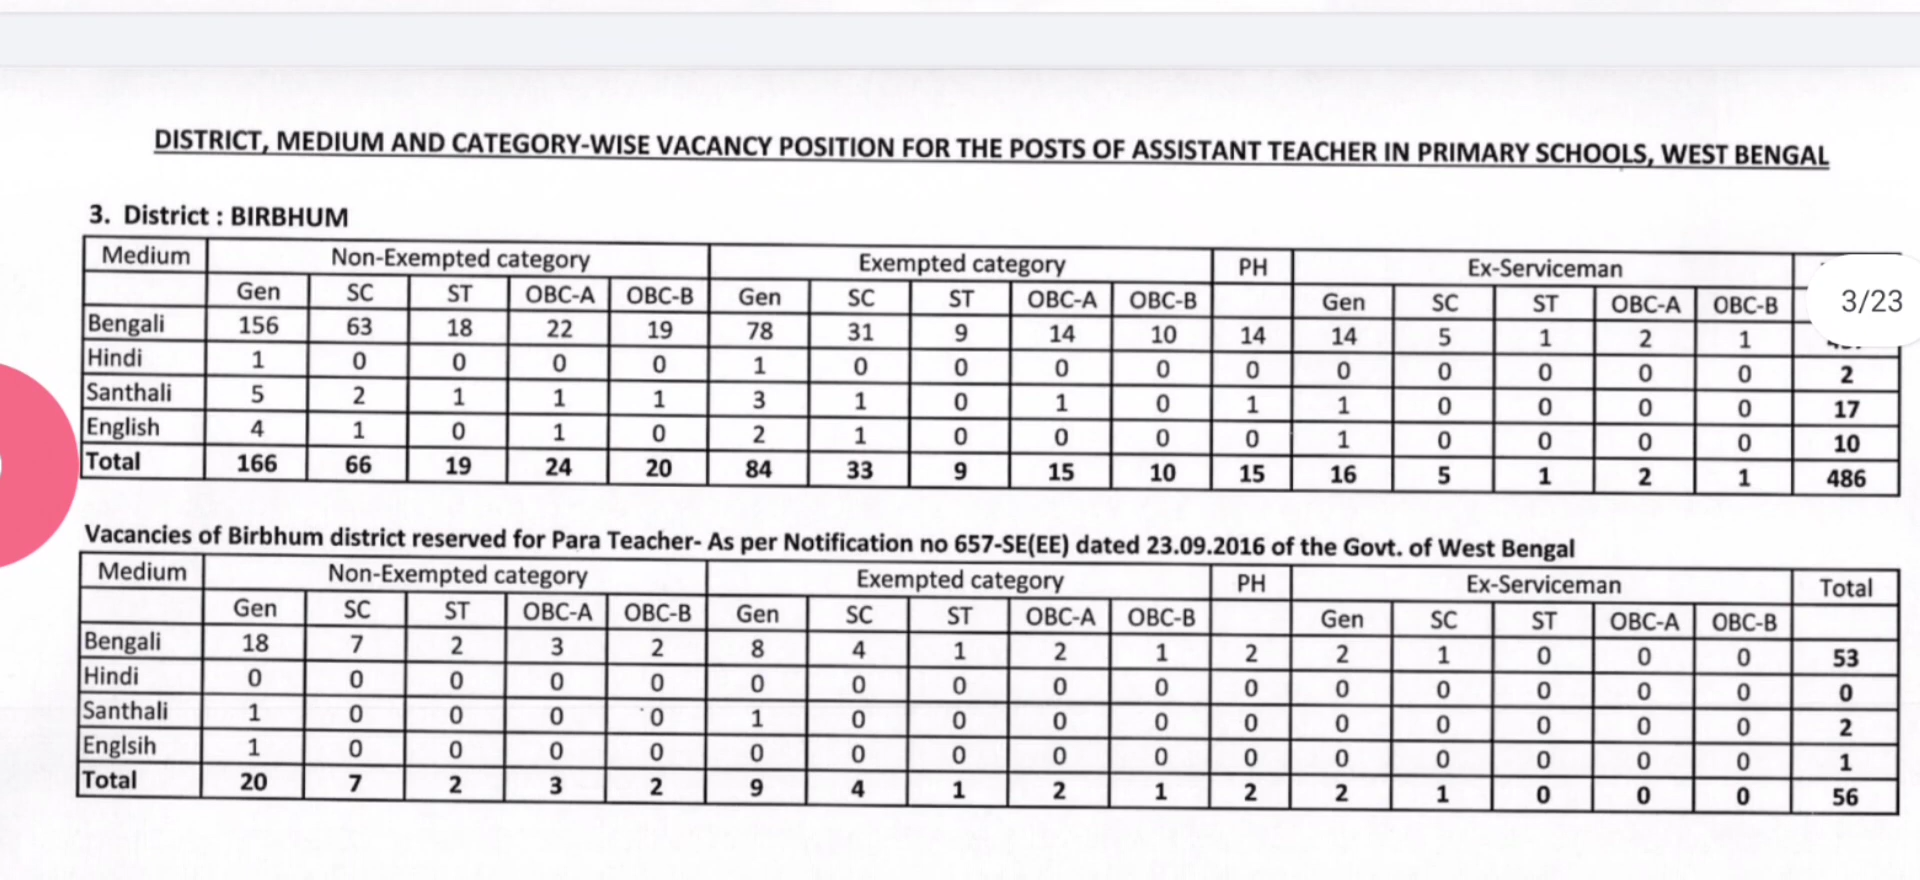 DISTRICT, MEDIUM AND CATEGORY-WISE VACANCY POSITION FOR THE POSTS OF ASSISTANT TEACHER IN PRIMARY SCHOOLS, WEST BENGAL
3. District : BIRBHUM
Medium Non-Exempted category Exempted category PH Ex-Serviceman
Gen SC ST OBC-A OBC-B Gen SC ST OBC-A OBC-B Gen SC ST OBC-A OBC-B
3/23
Bengali 156 63 18 22 19 78 31 9 14 10 14 14 5 1 2 1
Hindi 1 0 0 0 0 1 0 0 0 0 0 0 0 0 0 0 2
Santhali 5 2 1 1 1 3 1 0 1 0 1 1 0 0 0 0 17
English 4 1 0 1 0 2 1 0 0 0 0 1 0 0 0 0 10
Total 166 66 19 24 20 84 33 9 15 10 15 16 5 1 2 1 486
Vacancies of Birbhum district reserved for Para Teacher- As per Notification no 657-SE(EE) dated 23.09.2016 of the Govt. of West Bengal
Medium Non-Exempted category Exempted category PH Ex-Serviceman Total
Gen SC ST OBC-A OBC-B Gen SC ST OBC-A OBC-B Gen SC ST OBC-A OBC-B
Bengali 18 7 2 3 2 8 4 1 2 1 2 2 1 0 0 0 53
Hindi 0 0 0 0 0 0 0 0 0 0 0 0 0 0 0 0 0
Santhali 1 0 0 0 0 1 0 0 0 0 0 0 0 0 0 0 2
Englsih 1 0 0 0 0 0 0 0 0 0 0 0 0 0 0 0 1
Total 20 7 2 3 2 9 4 1 2 1 2 2 1 0 0 0 56